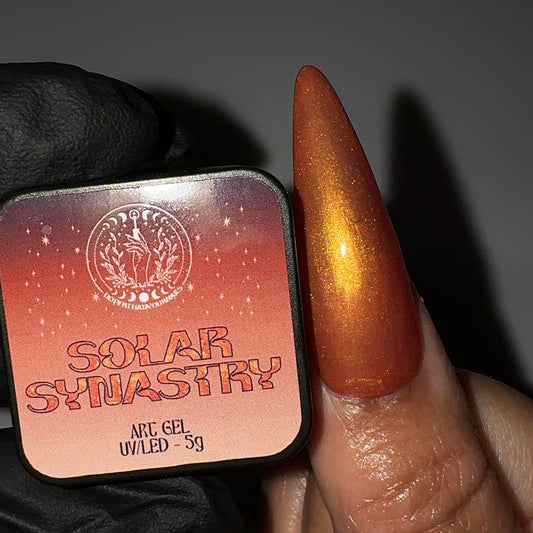 SOLAR
SYNASTRY
ART GEL
UV/LED - 5g